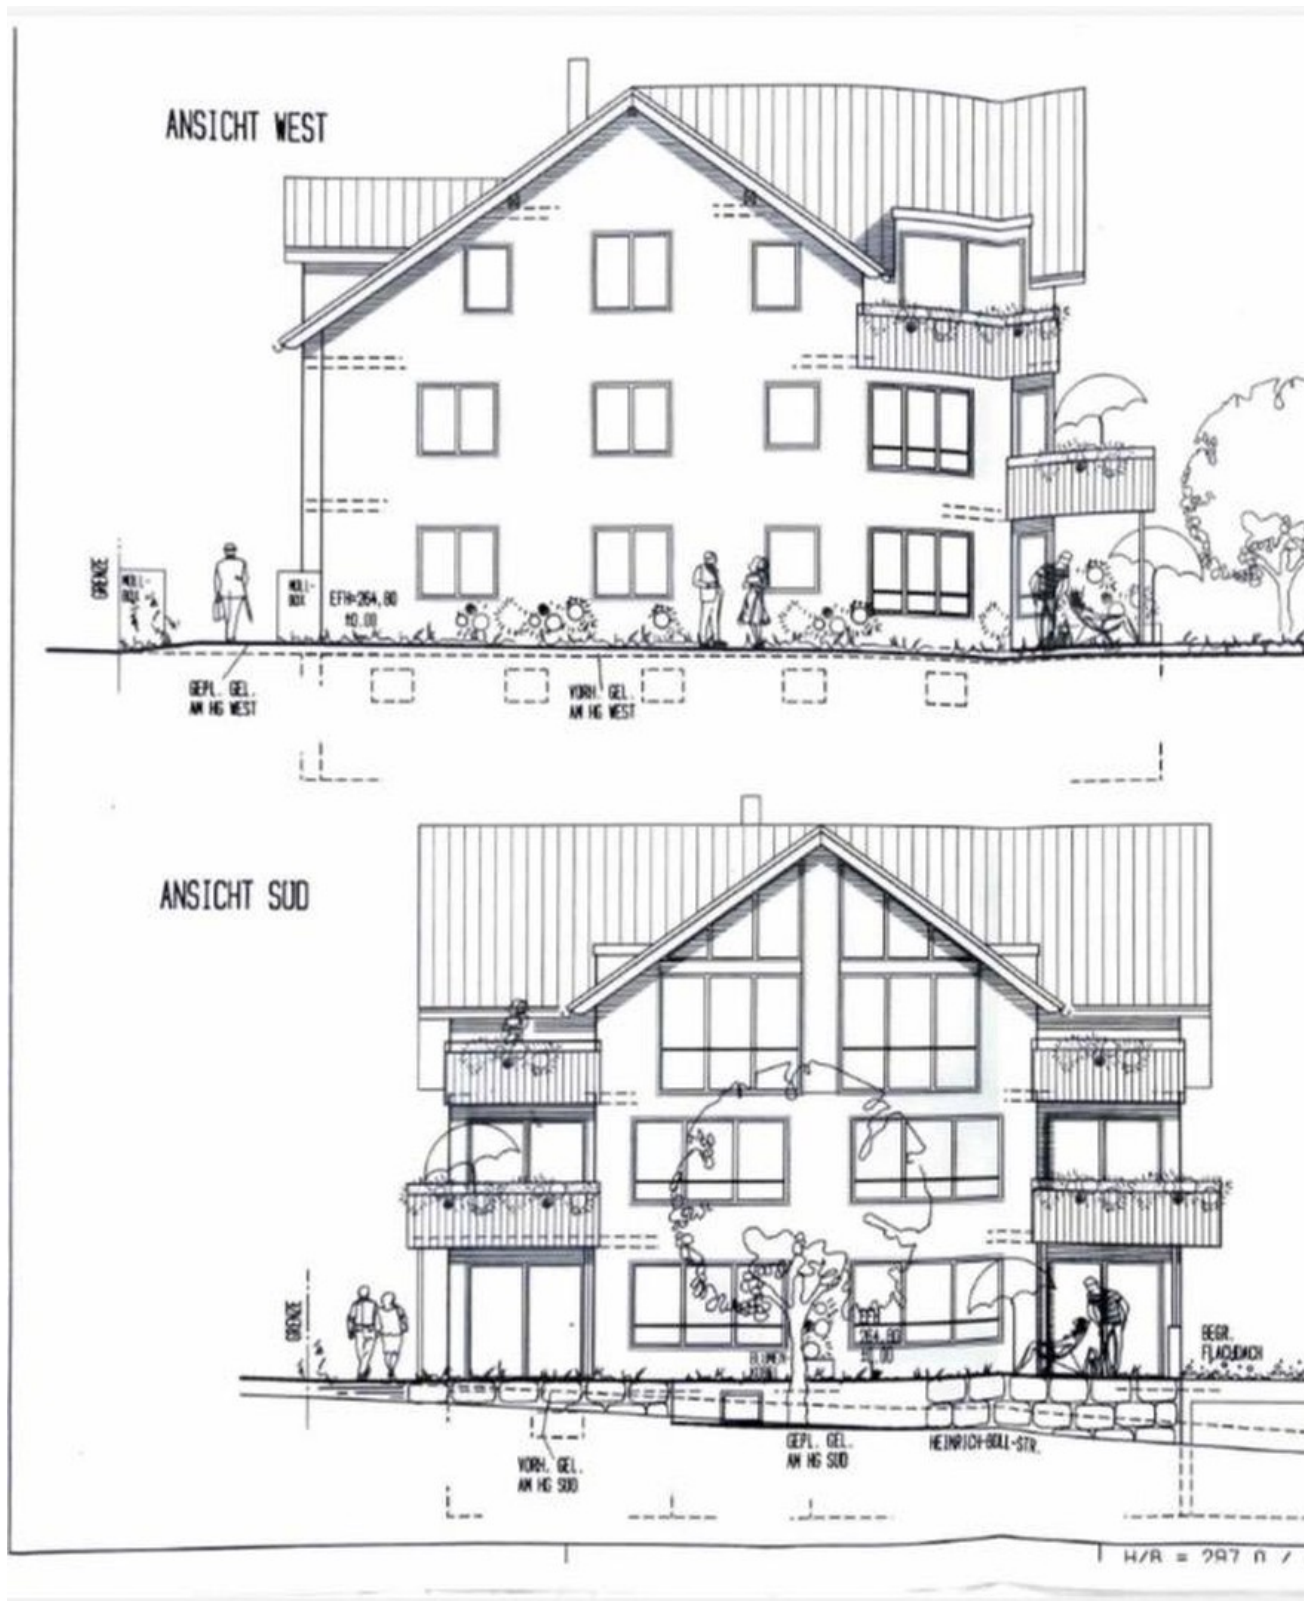 ANSICHT WEST
GRENZE
MÜLL-
BOX
MÜLL-
BOX
EFH=264,80
±0.00
GEPL. GEL.
AM HG WEST
VORH. GEL.
AM HG WEST
ANSICHT SÜD
GRENZE
EFH
264,80
±0.00
BLUMEN-
BEGR.
FLACHDACH
VORH. GEL.
AM HG SÜD
GEPL. GEL.
AM HG SÜD
HEINRICH-BÖLL-STR.
H/B = 297.0 /